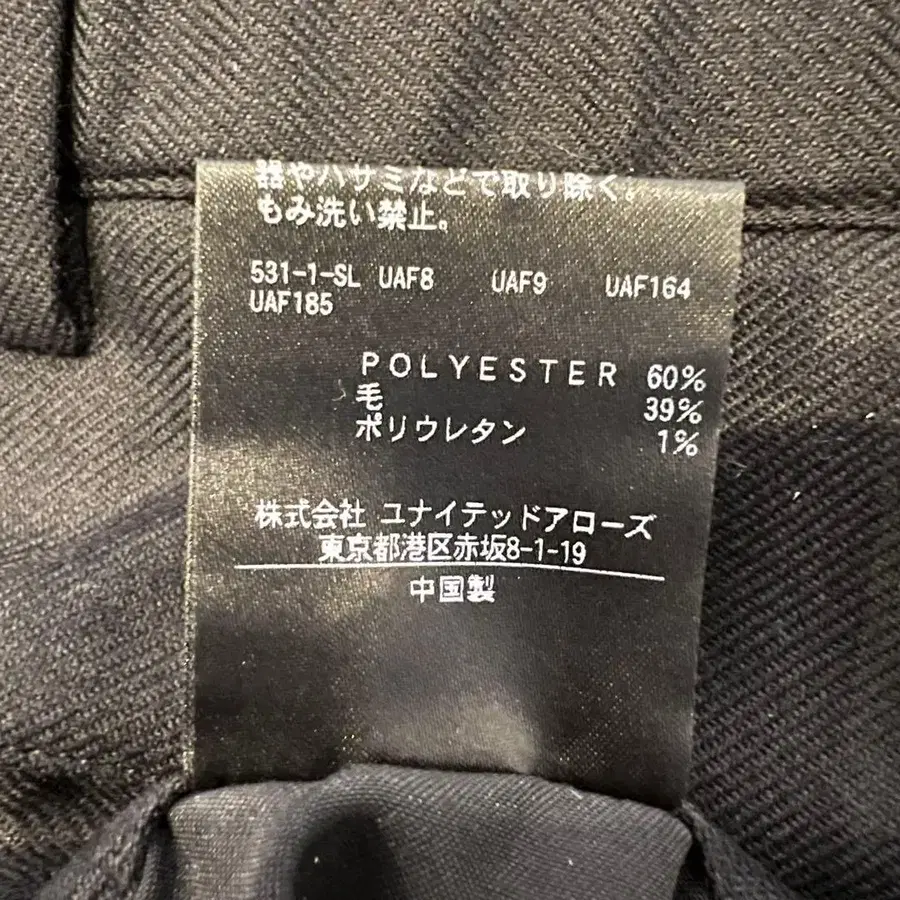 器やハサミなどで取り除く。
もみ洗い禁止。
531-1-SL UAF8 UAF9 UAF164
UAF185
POLYESTER 60%
毛 39%
ポリウレタン 1%
株式会社 ユナイテッドアローズ
東京都港区赤坂8-1-19
中国製